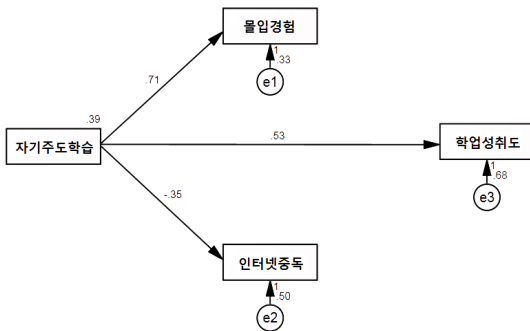 몰입경험
1
.33
e1
.71
.39
자기주도학습
.53
학업성취도
1
.68
e3
-.35
인터넷중독
1
.50
e2